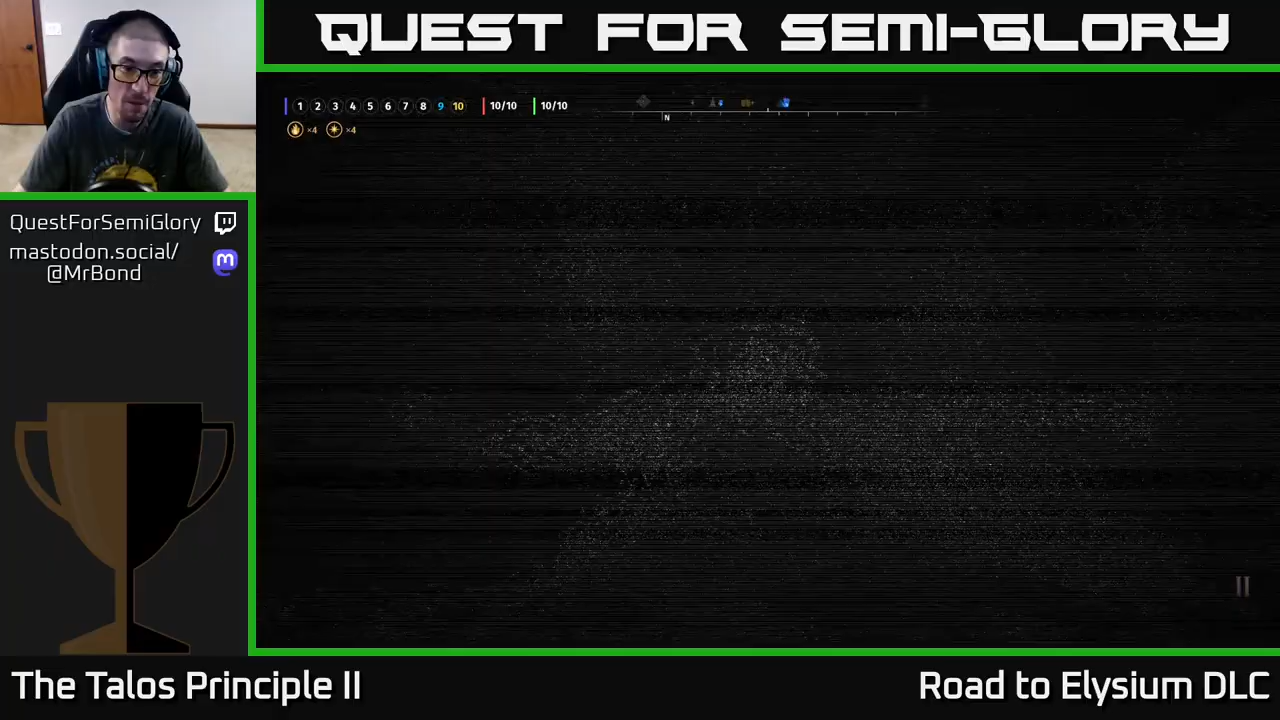 QUEST FOR SEMI-GLORY
1 2 3 4 5 6 7 8 9 10 10/10 10/10
×4 ×4
N
QuestForSemiGlory
mastodon.social/
@MrBond
II
The Talos Principle II
Road to Elysium DLC